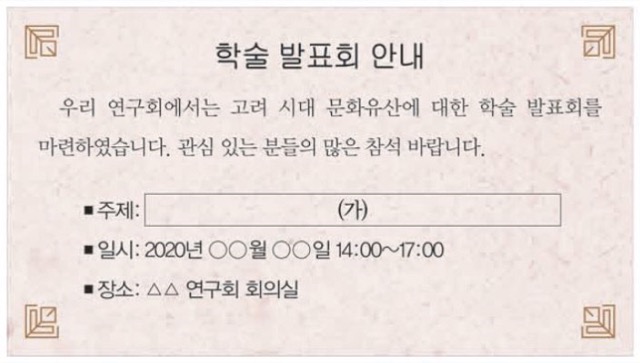 학술 발표회 안내
우리 연구회에서는 고려 시대 문화유산에 대한 학술 발표회를
마련하였습니다. 관심 있는 분들의 많은 참석 바랍니다.
■ 주제: (가)
■ 일시: 2020년 ○○월 ○○일 14:00~17:00
■ 장소: △△ 연구회 회의실